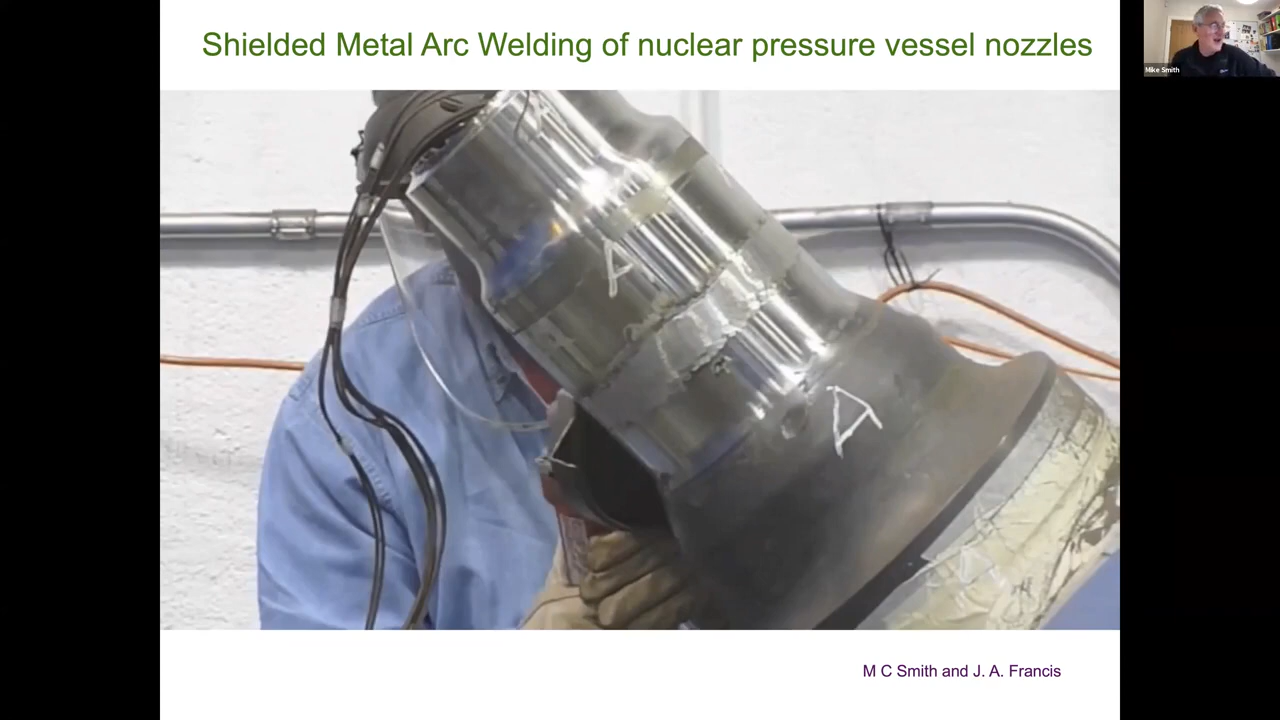 Shielded Metal Arc Welding of nuclear pressure vessel nozzles
Mike Smith
A
A
M C Smith and J. A. Francis